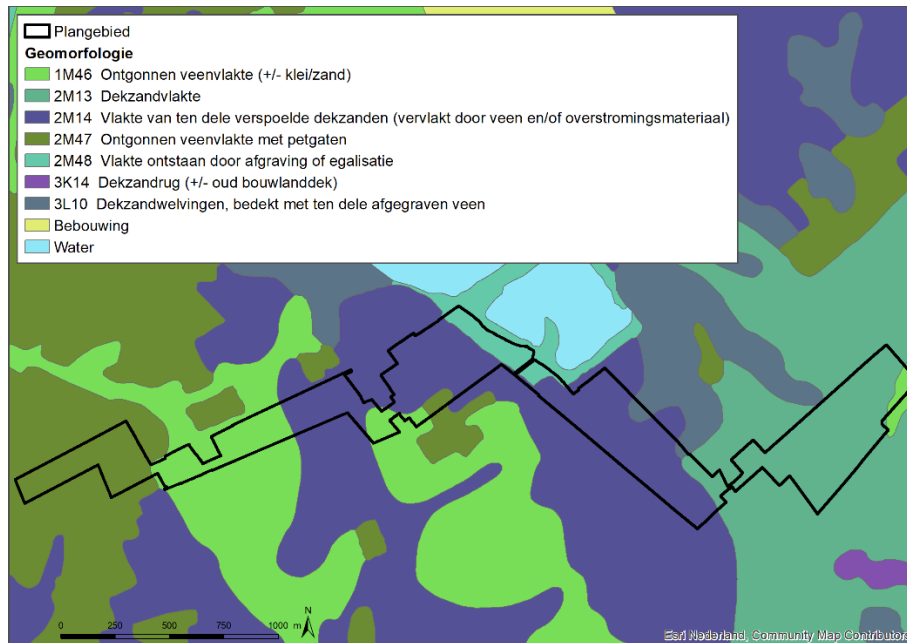 Plangebied
Geomorfologie
1M46 Ontgonnen veenvlakte (+/- klei/zand)
2M13 Dekzandvlakte
2M14 Vlakte van ten dele verspoelde dekzanden (vervlakt door veen en/of overstromingsmateriaal)
2M47 Ontgonnen veenvlakte met petgaten
2M48 Vlakte ontstaan door afgraving of egalisatie
3K14 Dekzandrug (+/- oud bouwlanddek)
3L10 Dekzandwelvingen, bedekt met ten dele afgegraven veen
Bebouwing
Water
N
0 250 500 750 1000 m
Esri Nederland, Community Map Contributor